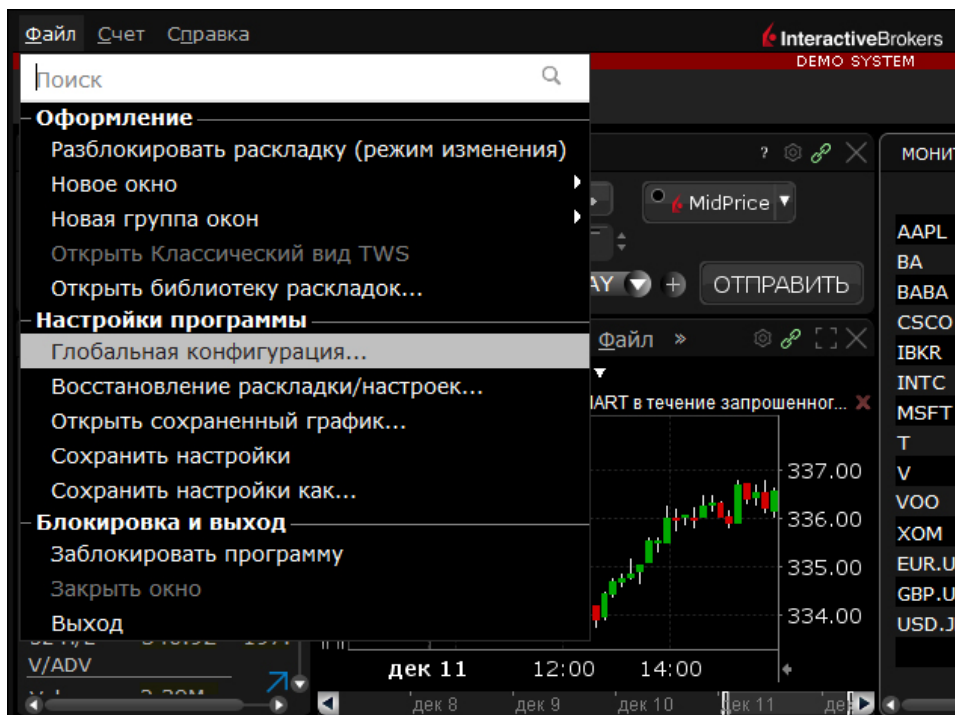 Файл Счет Справка
InteractiveBrokers
DEMO SYSTEM
Поиск
Оформление
Разблокировать раскладку (режим изменения)
Новое окно
Новая группа окон
Открыть Классический вид TWS
Открыть библиотеку раскладок...
Настройки программы
Глобальная конфигурация...
Восстановление раскладки/настроек...
Открыть сохраненный график...
Сохранить настройки
Сохранить настройки как...
Блокировка и выход
Заблокировать программу
Закрыть окно
Выход
?
MidPrice
AY
+
ОТПРАВИТЬ
Файл »
в течение запрошенног...
337.00
336.00
335.00
334.00
дек 11 12:00 14:00
дек 8 дек 9 дек 10 дек 11
V/ADV
МОНИТ
AAPL
BA
BABA
CSCO
IBKR
INTC
MSFT
T
V
VOO
XOM
EUR.U
GBP.U
USD.J